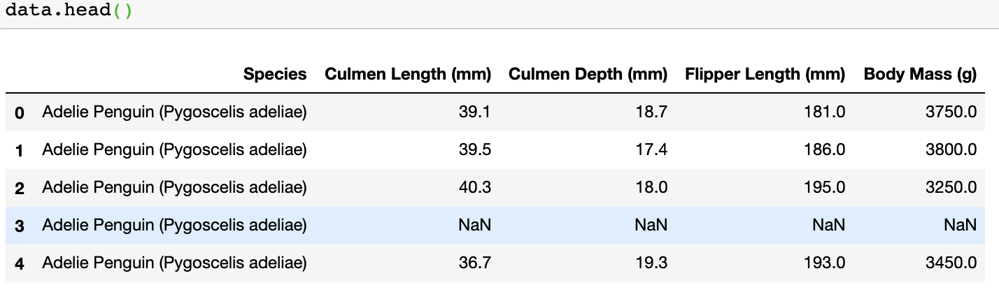 data.head()
Species Culmen Length (mm) Culmen Depth (mm) Flipper Length (mm) Body Mass (g)
0 Adelie Penguin (Pygoscelis adeliae) 39.1 18.7 181.0 3750.0
1 Adelie Penguin (Pygoscelis adeliae) 39.5 17.4 186.0 3800.0
2 Adelie Penguin (Pygoscelis adeliae) 40.3 18.0 195.0 3250.0
3 Adelie Penguin (Pygoscelis adeliae) NaN NaN NaN NaN
4 Adelie Penguin (Pygoscelis adeliae) 36.7 19.3 193.0 3450.0